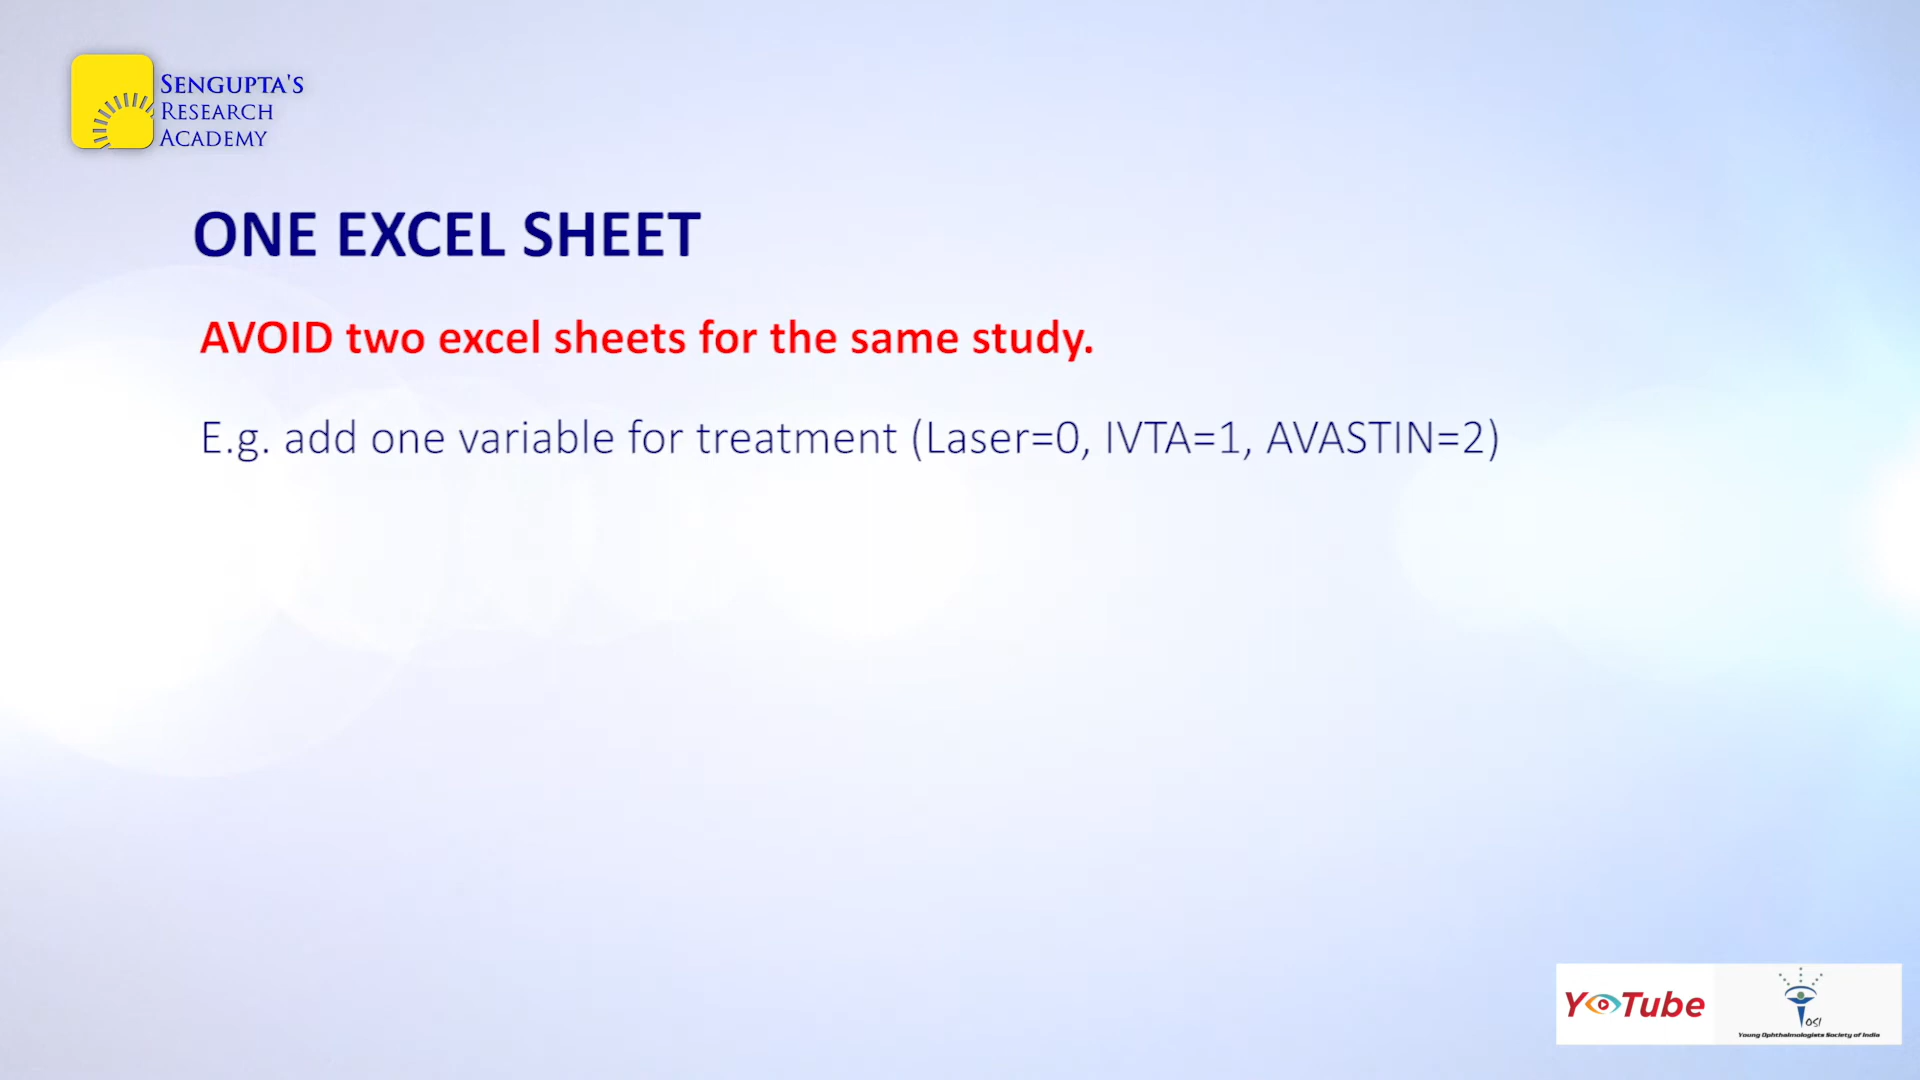 SENGUPTA'S
RESEARCH
ACADEMY
ONE EXCEL SHEET
AVOID two excel sheets for the same study.
E.g. add one variable for treatment (Laser=0, IVTA=1, AVASTIN=2)
YOTube
YOSI
Young Ophthalmologists Society of India